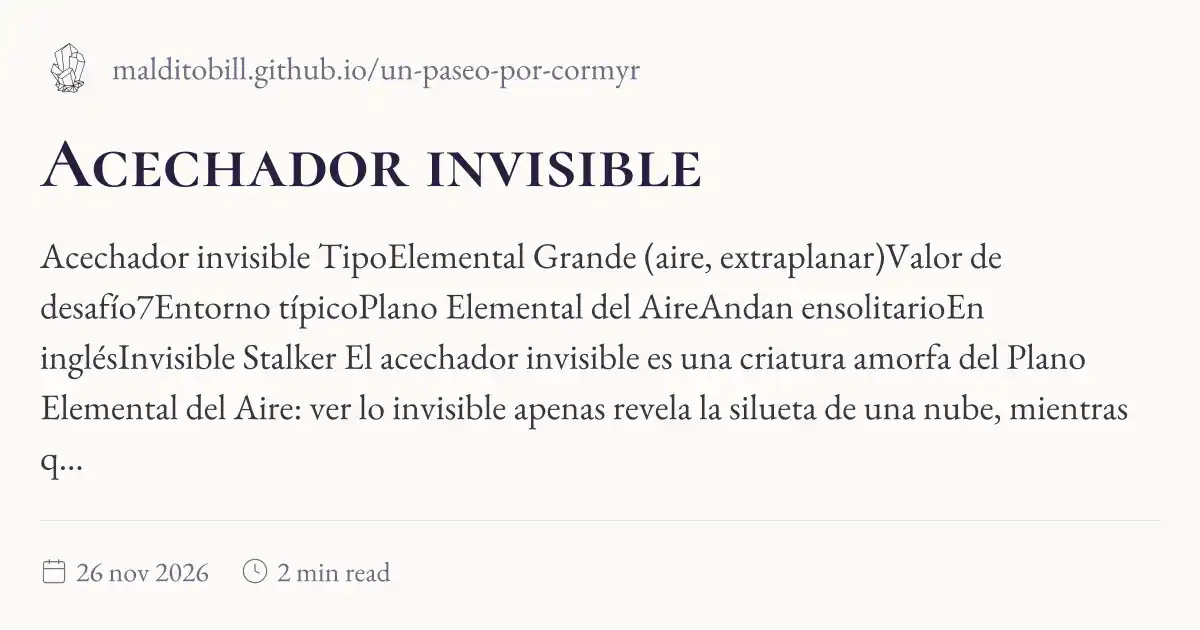 malditobill.github.io/un-paseo-por-cormyr
Acechador invisible
Acechador invisible TipoElemental Grande (aire, extraplanar)Valor de
desafío7Entorno típicoPlano Elemental del AireAndan ensolitarioEn
inglésInvisible Stalker El acechador invisible es una criatura amorfa del Plano
Elemental del Aire: ver lo invisible apenas revela la silueta de una nube, mientras
q...
26 nov 2026 2 min read